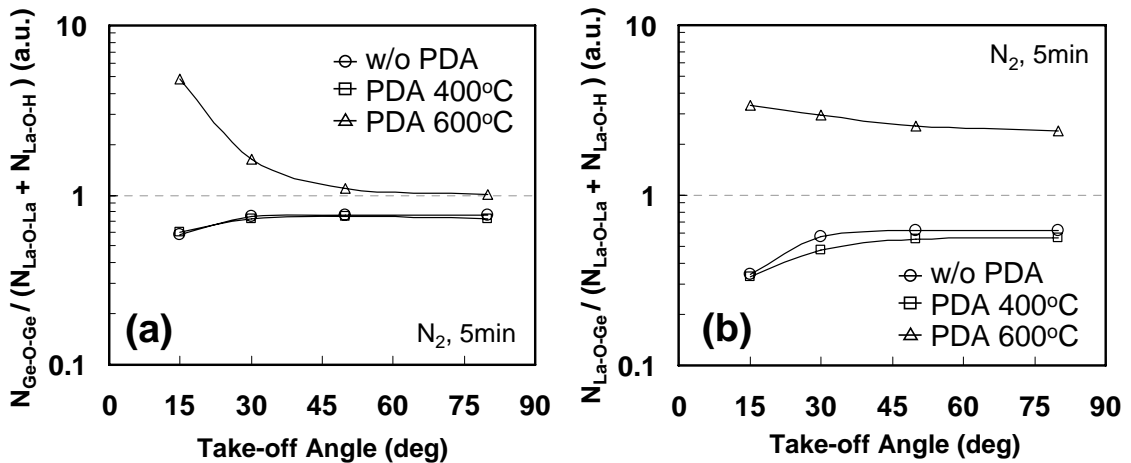 N_Ge-O-Ge / (N_La-O-La + N_La-O-H) (a.u.)
10
1
0.1
w/o PDA
PDA 400°C
PDA 600°C
(a)
N₂, 5min
0 15 30 45 60 75 90
Take-off Angle (deg)
N_La-O-Ge / (N_La-O-La + N_La-O-H) (a.u.)
10
1
0.1
N₂, 5min
w/o PDA
PDA 400°C
PDA 600°C
(b)
0 15 30 45 60 75 90
Take-off Angle (deg)